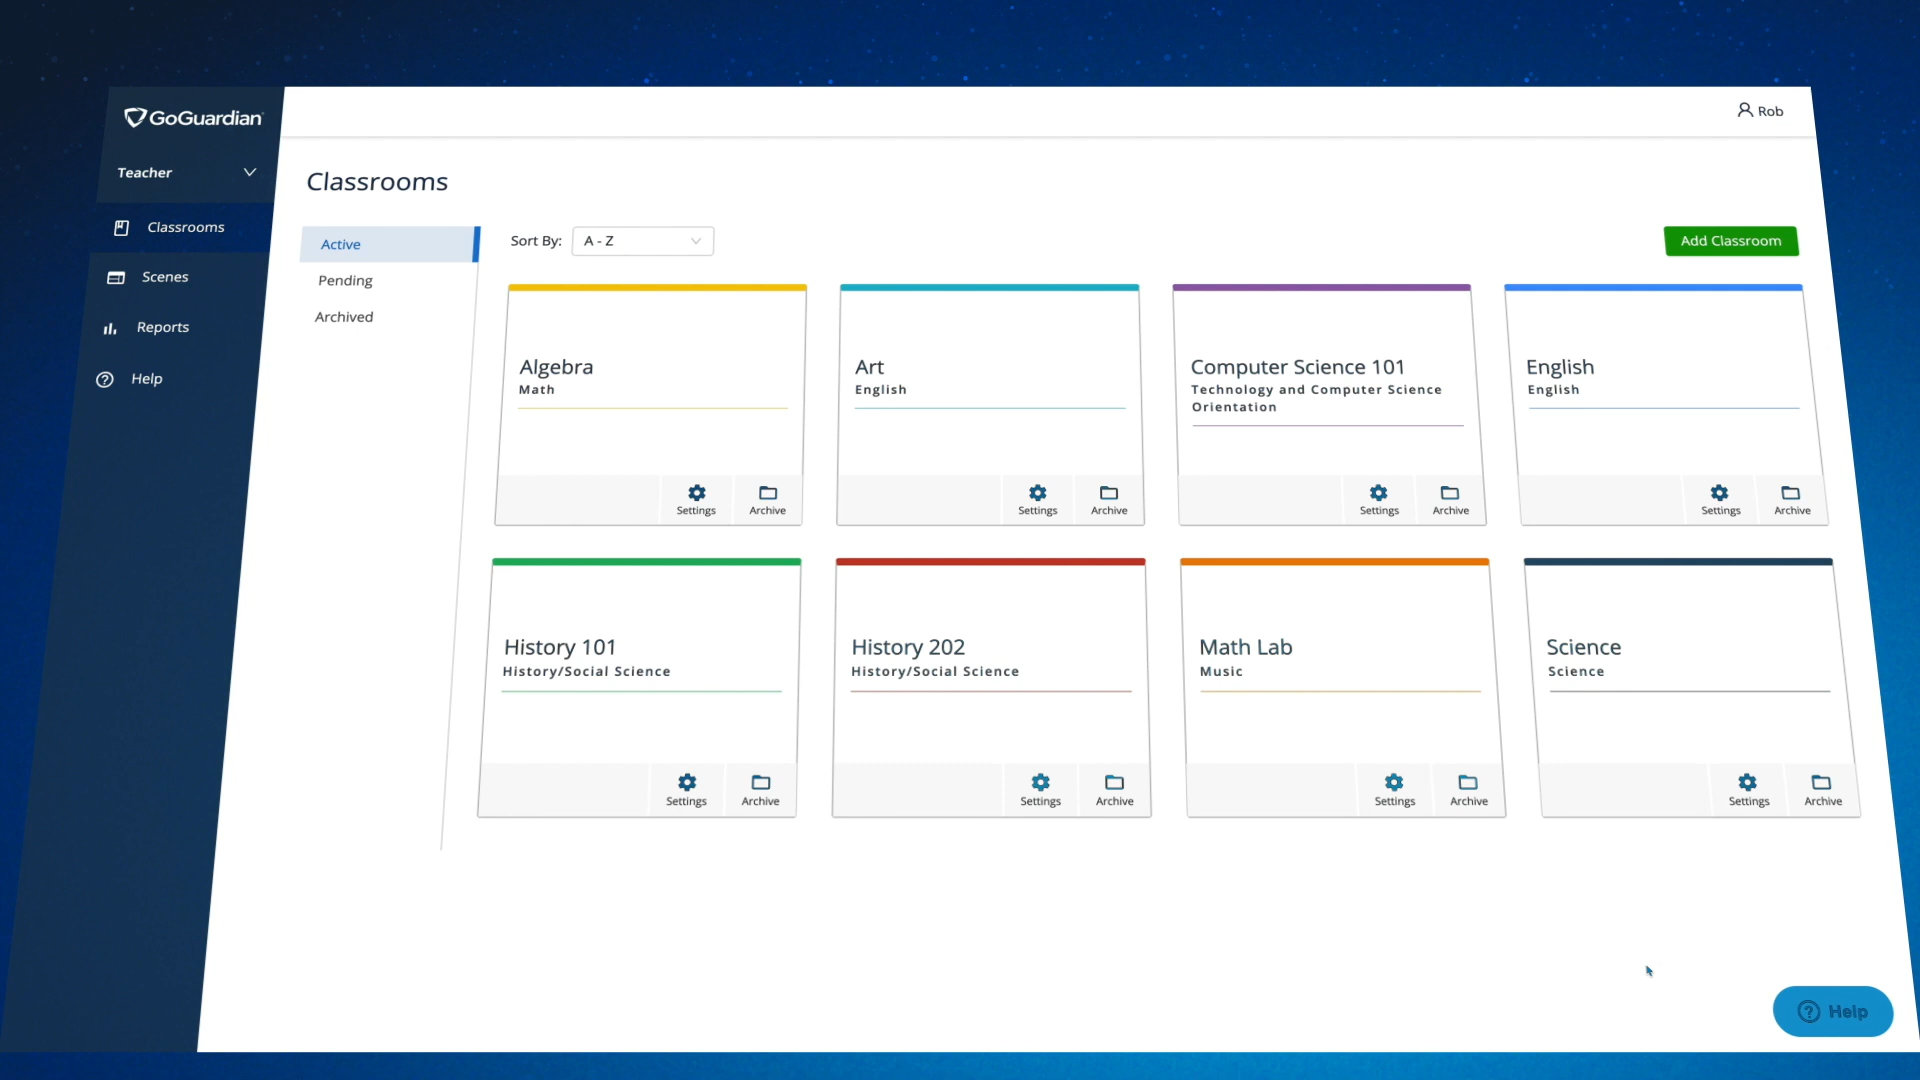 GoGuardian
Rob
Teacher
Classrooms
Scenes
Reports
Help
Classrooms
Active
Pending
Archived
Sort By: A - Z
Add Classroom
Algebra
Math
Settings
Archive
Art
English
Settings
Archive
Computer Science 101
Technology and Computer Science
Orientation
Settings
Archive
English
English
Settings
Archive
History 101
History/Social Science
Settings
Archive
History 202
History/Social Science
Settings
Archive
Math Lab
Music
Settings
Archive
Science
Science
Settings
Archive
Help